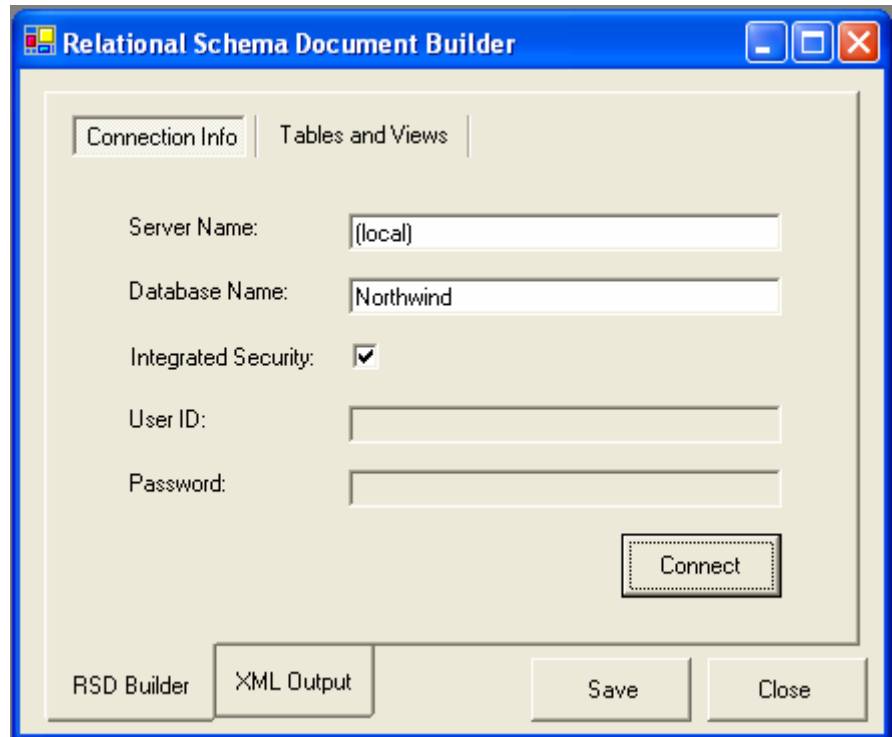 Relational Schema Document Builder
Connection Info Tables and Views
Server Name: (local)
Database Name: Northwind
Integrated Security:
User ID:
Password:
Connect
RSD Builder XML Output Save Close